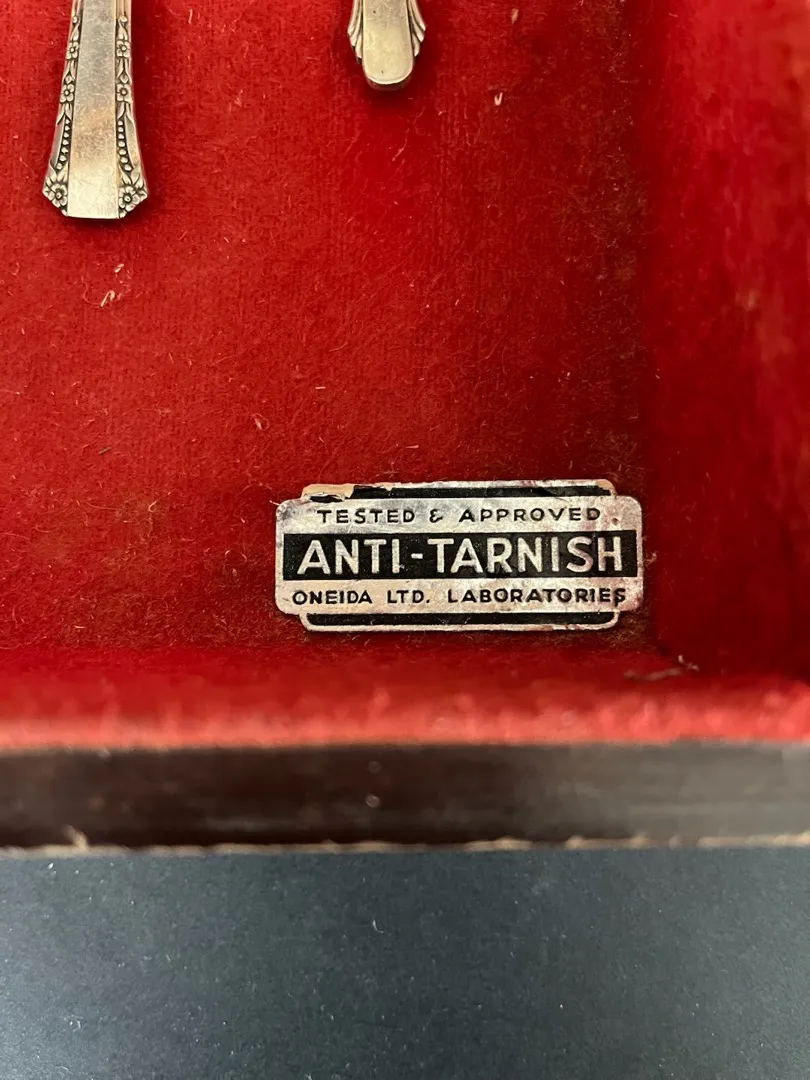 TESTED & APPROVED
ANTI-TARNISH
ONEIDA LTD. LABORATORIES